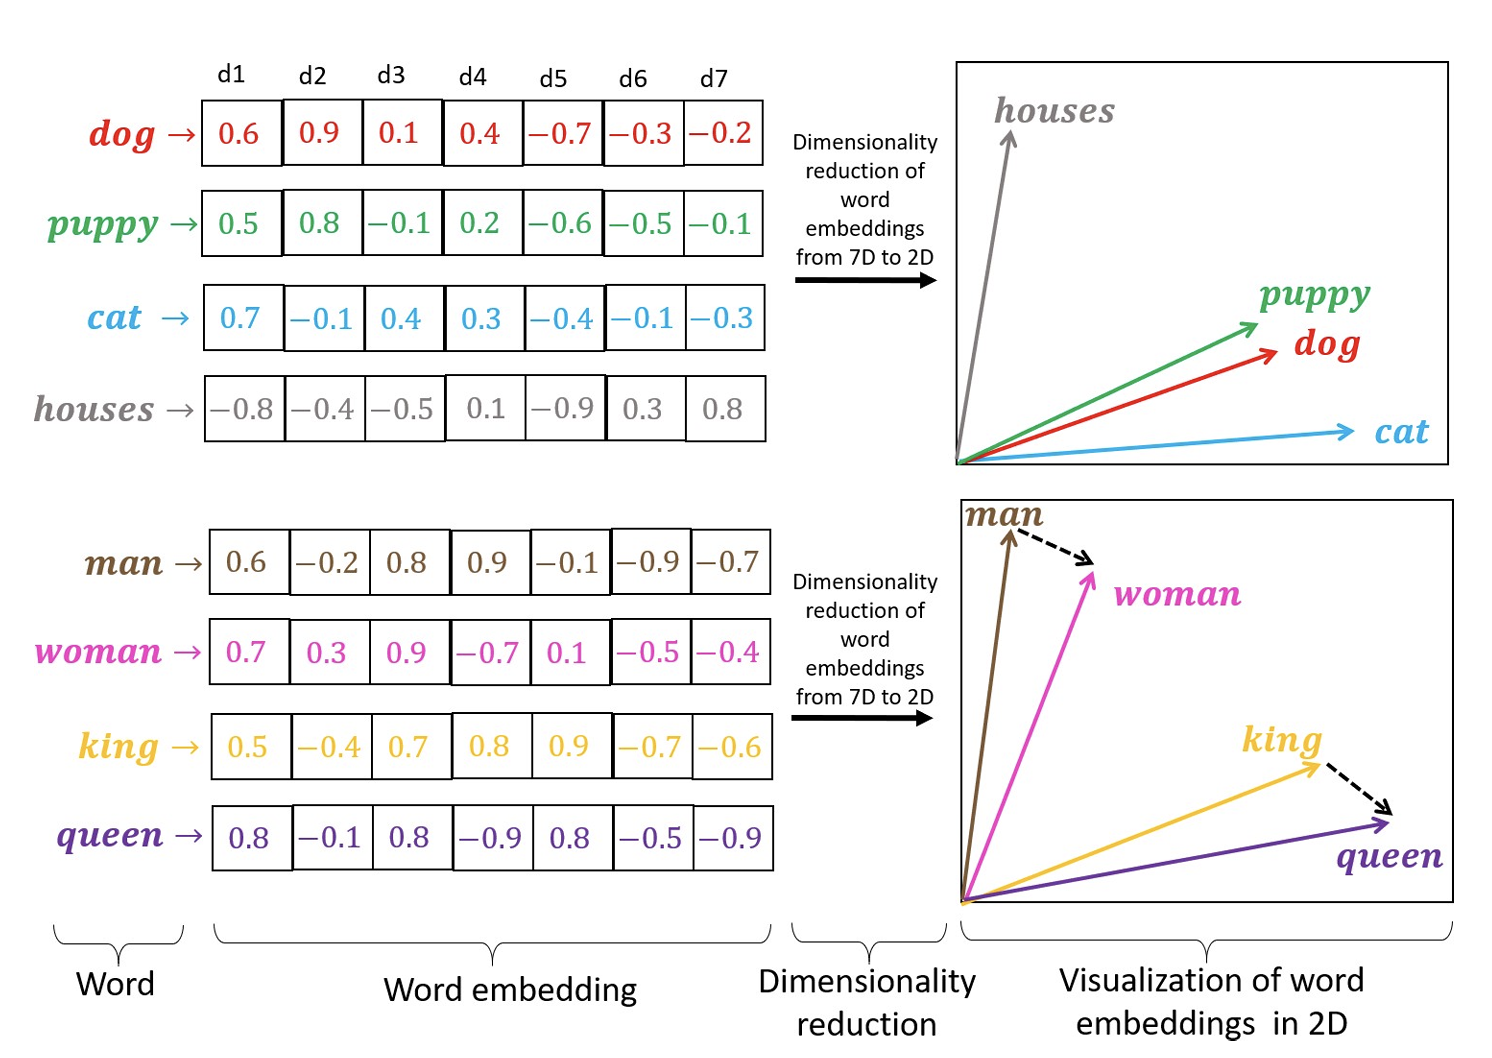 d1 d2 d3 d4 d5 d6 d7
dog → 0.6 0.9 0.1 0.4 −0.7 −0.3 −0.2
puppy → 0.5 0.8 −0.1 0.2 −0.6 −0.5 −0.1
cat → 0.7 −0.1 0.4 0.3 −0.4 −0.1 −0.3
houses → −0.8 −0.4 −0.5 0.1 −0.9 0.3 0.8
Dimensionality
reduction of
word
embeddings
from 7D to 2D
houses
puppy
dog
cat
man → 0.6 −0.2 0.8 0.9 −0.1 −0.9 −0.7
woman → 0.7 0.3 0.9 −0.7 0.1 −0.5 −0.4
king → 0.5 −0.4 0.7 0.8 0.9 −0.7 −0.6
queen → 0.8 −0.1 0.8 −0.9 0.8 −0.5 −0.9
Dimensionality
reduction of
word
embeddings
from 7D to 2D
man
woman
king
queen
Word
Word embedding
Dimensionality
reduction
Visualization of word
embeddings in 2D